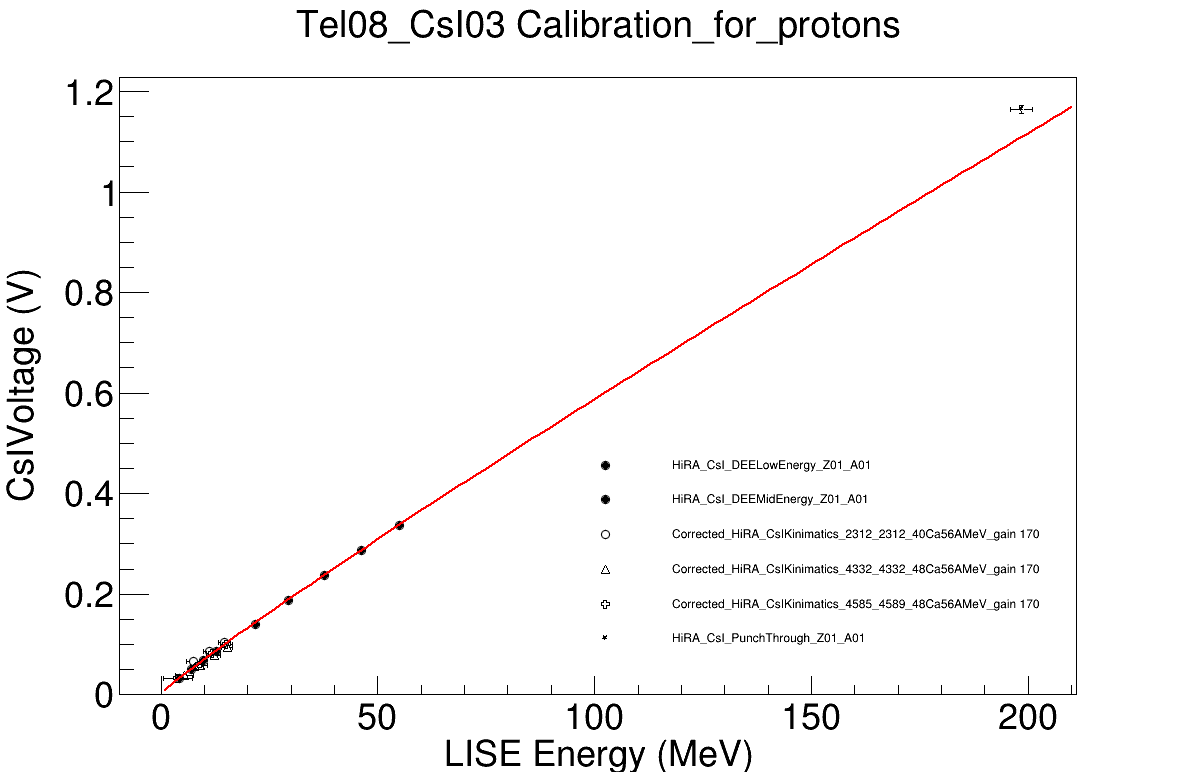 Tel08_CsI03 Calibration_for_protons
1.2
1
0.8
0.6
0.4
0.2
0
CsIVoltage (V)
HiRA_CsI_DEELowEnergy_Z01_A01
HiRA_CsI_DEEMidEnergy_Z01_A01
Corrected_HiRA_CsIKinimatics_2312_2312_40Ca56AMeV_gain 170
Corrected_HiRA_CsIKinimatics_4332_4332_48Ca56AMeV_gain 170
Corrected_HiRA_CsIKinimatics_4585_4589_48Ca56AMeV_gain 170
HiRA_CsI_PunchThrough_Z01_A01
0 50 100 150 200
LISE Energy (MeV)